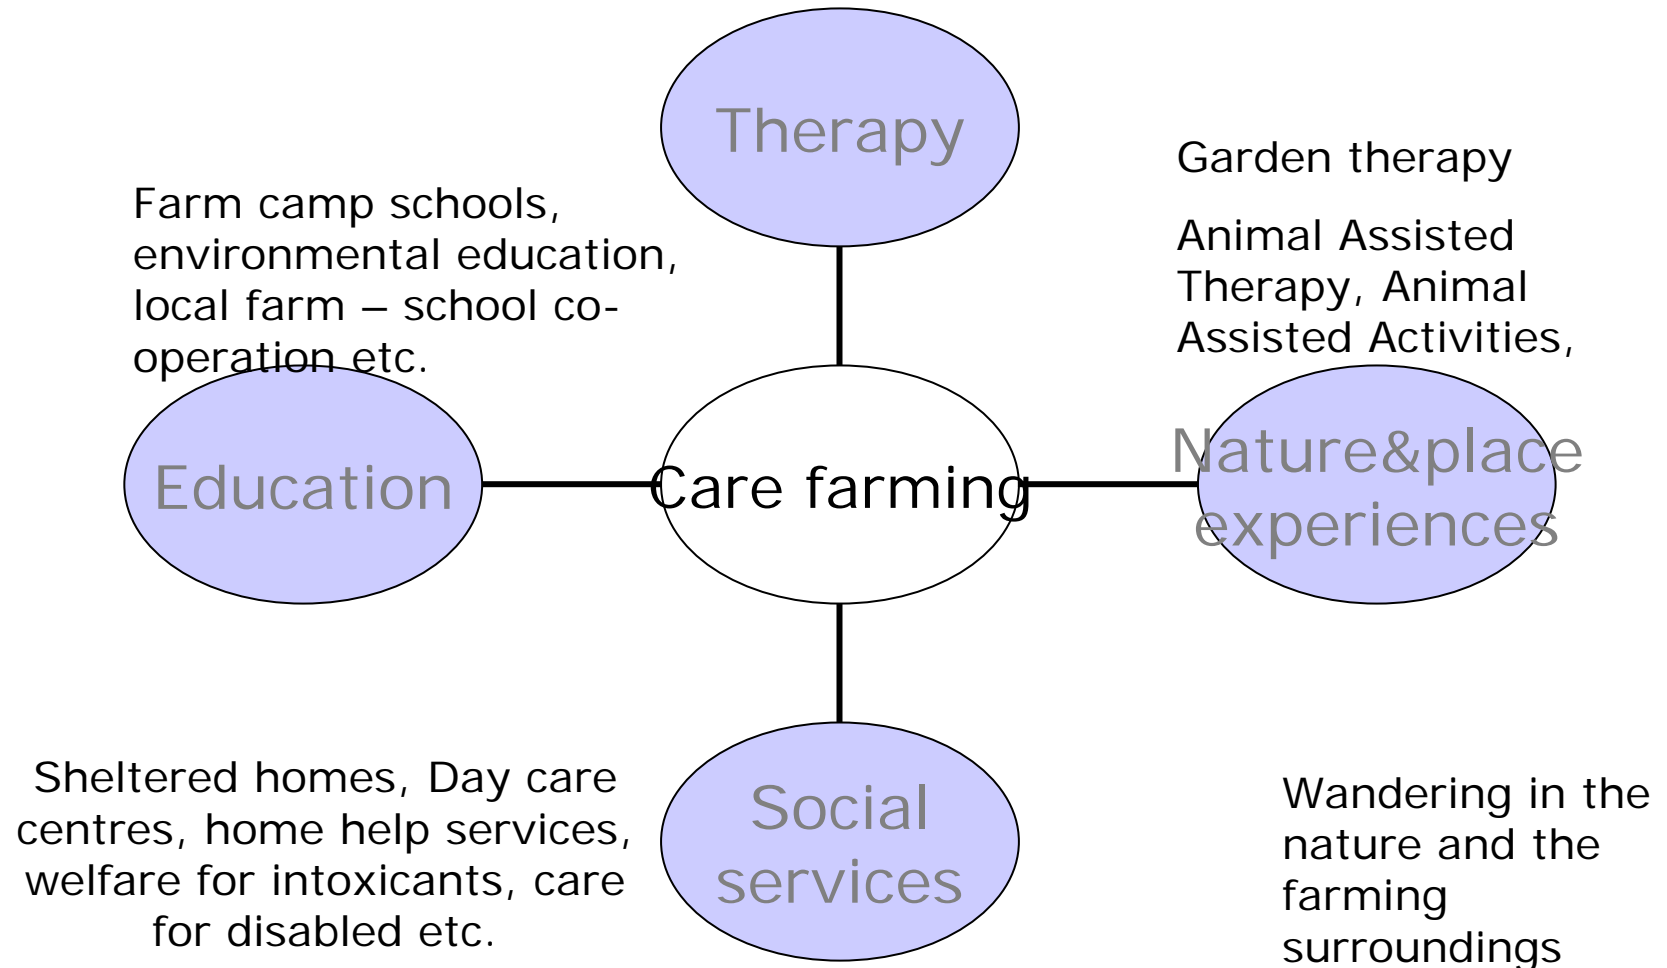 Therapy
Garden therapy
Animal Assisted
Therapy, Animal
Assisted Activities,
Farm camp schools,
environmental education,
local farm – school co-
operation etc.
Education
Care farming
Nature&place
experiences
Sheltered homes, Day care
centres, home help services,
welfare for intoxicants, care
for disabled etc.
Social
services
Wandering in the
nature and the
farming
surroundings